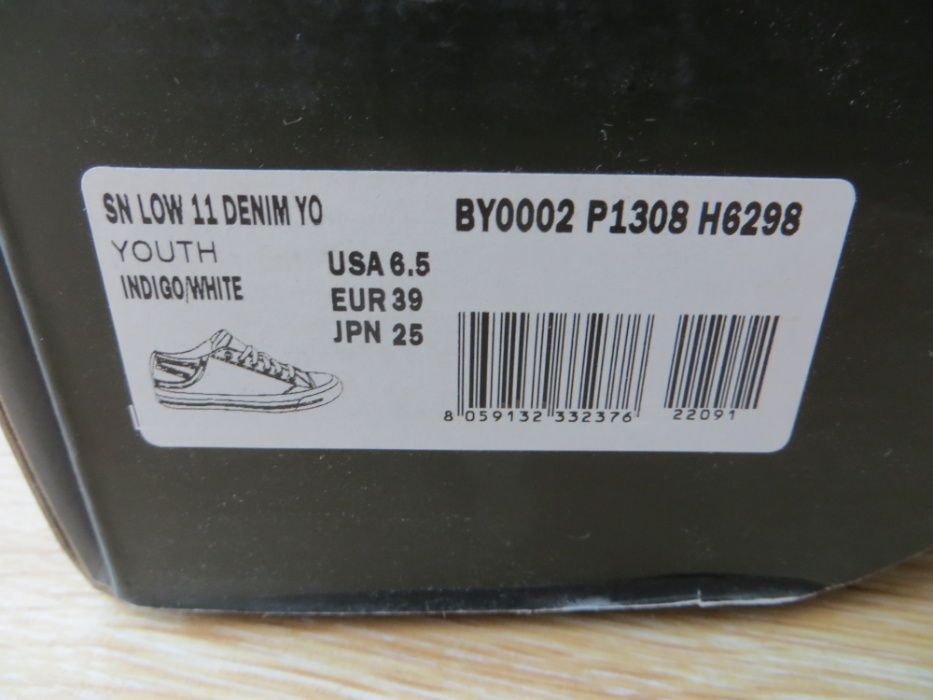 SN LOW 11 DENIM YO
YOUTH
INDIGO/WHITE
USA 6.5
EUR 39
JPN 25
BY0002 P1308 H6298
8 059132 332376
22091